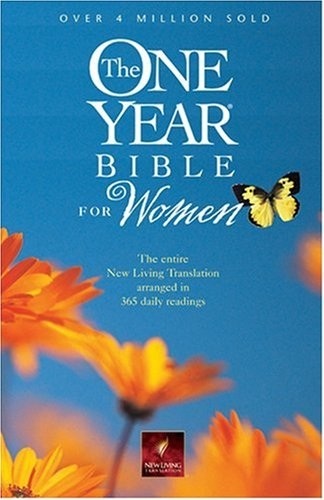 OVER 4 MILLION SOLD
The ONE
YEAR®
BIBLE
FOR Women
The entire
New Living Translation
arranged in
365 daily readings
NEW LIVING
TRANSLATION